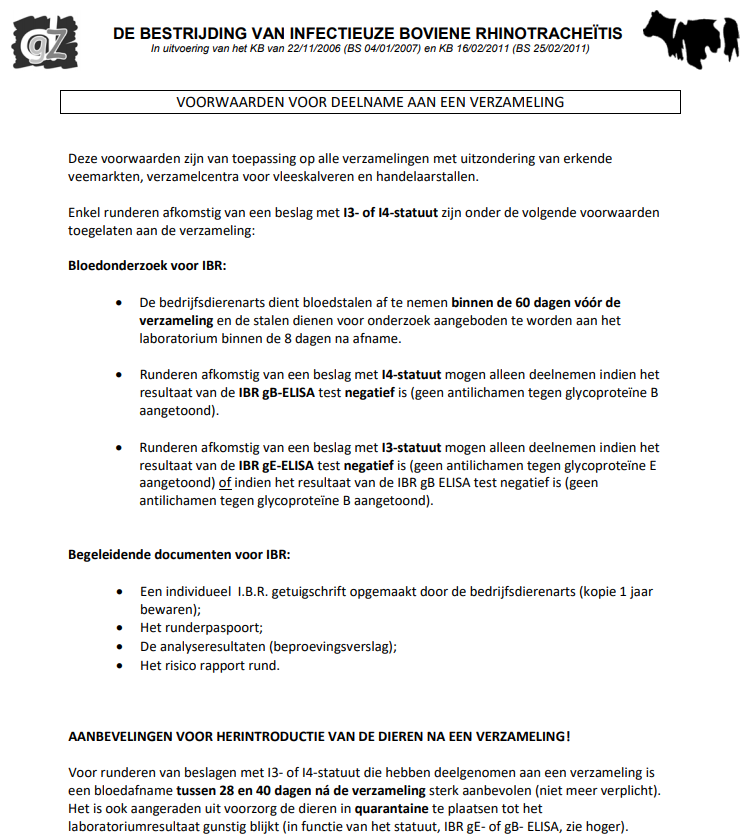 gZ
DE BESTRIJDING VAN INFECTIEUZE BOVIENE RHINOTRACHEÏTIS
In uitvoering van het KB van 22/11/2006 (BS 04/01/2007) en KB 16/02/2011 (BS 25/02/2011)
VOORWAARDEN VOOR DEELNAME AAN EEN VERZAMELING
Deze voorwaarden zijn van toepassing op alle verzamelingen met uitzondering van erkende
veemarkten, verzamelcentra voor vleeskalveren en handelaarstallen.
Enkel runderen afkomstig van een beslag met I3- of I4-statuut zijn onder de volgende voorwaarden
toegelaten aan de verzameling:
Bloedonderzoek voor IBR:
• De bedrijfsdierenarts dient bloedstalen af te nemen binnen de 60 dagen vóór de
verzameling en de stalen dienen voor onderzoek aangeboden te worden aan het
laboratorium binnen de 8 dagen na afname.
• Runderen afkomstig van een beslag met I4-statuut mogen alleen deelnemen indien het
resultaat van de IBR gB-ELISA test negatief is (geen antilichamen tegen glycoproteïne B
aangetoond).
• Runderen afkomstig van een beslag met I3-statuut mogen alleen deelnemen indien het
resultaat van de IBR gE-ELISA test negatief is (geen antilichamen tegen glycoproteïne E
aangetoond) of indien het resultaat van de IBR gB ELISA test negatief is (geen
antilichamen tegen glycoproteïne B aangetoond).
Begeleidende documenten voor IBR:
• Een individueel I.B.R. getuigschrift opgemaakt door de bedrijfsdierenarts (kopie 1 jaar
bewaren);
• Het runderpaspoort;
• De analyseresultaten (beproevingsverslag);
• Het risico rapport rund.
AANBEVELINGEN VOOR HERINTRODUCTIE VAN DE DIEREN NA EEN VERZAMELING!
Voor runderen van beslagen met I3- of I4-statuut die hebben deelgenomen aan een verzameling is
een bloedafname tussen 28 en 40 dagen ná de verzameling sterk aanbevolen (niet meer verplicht).
Het is ook aangeraden uit voorzorg de dieren in quarantaine te plaatsen tot het
laboratoriumresultaat gunstig blijkt (in functie van het statuut, IBR gE- of gB- ELISA, zie hoger).